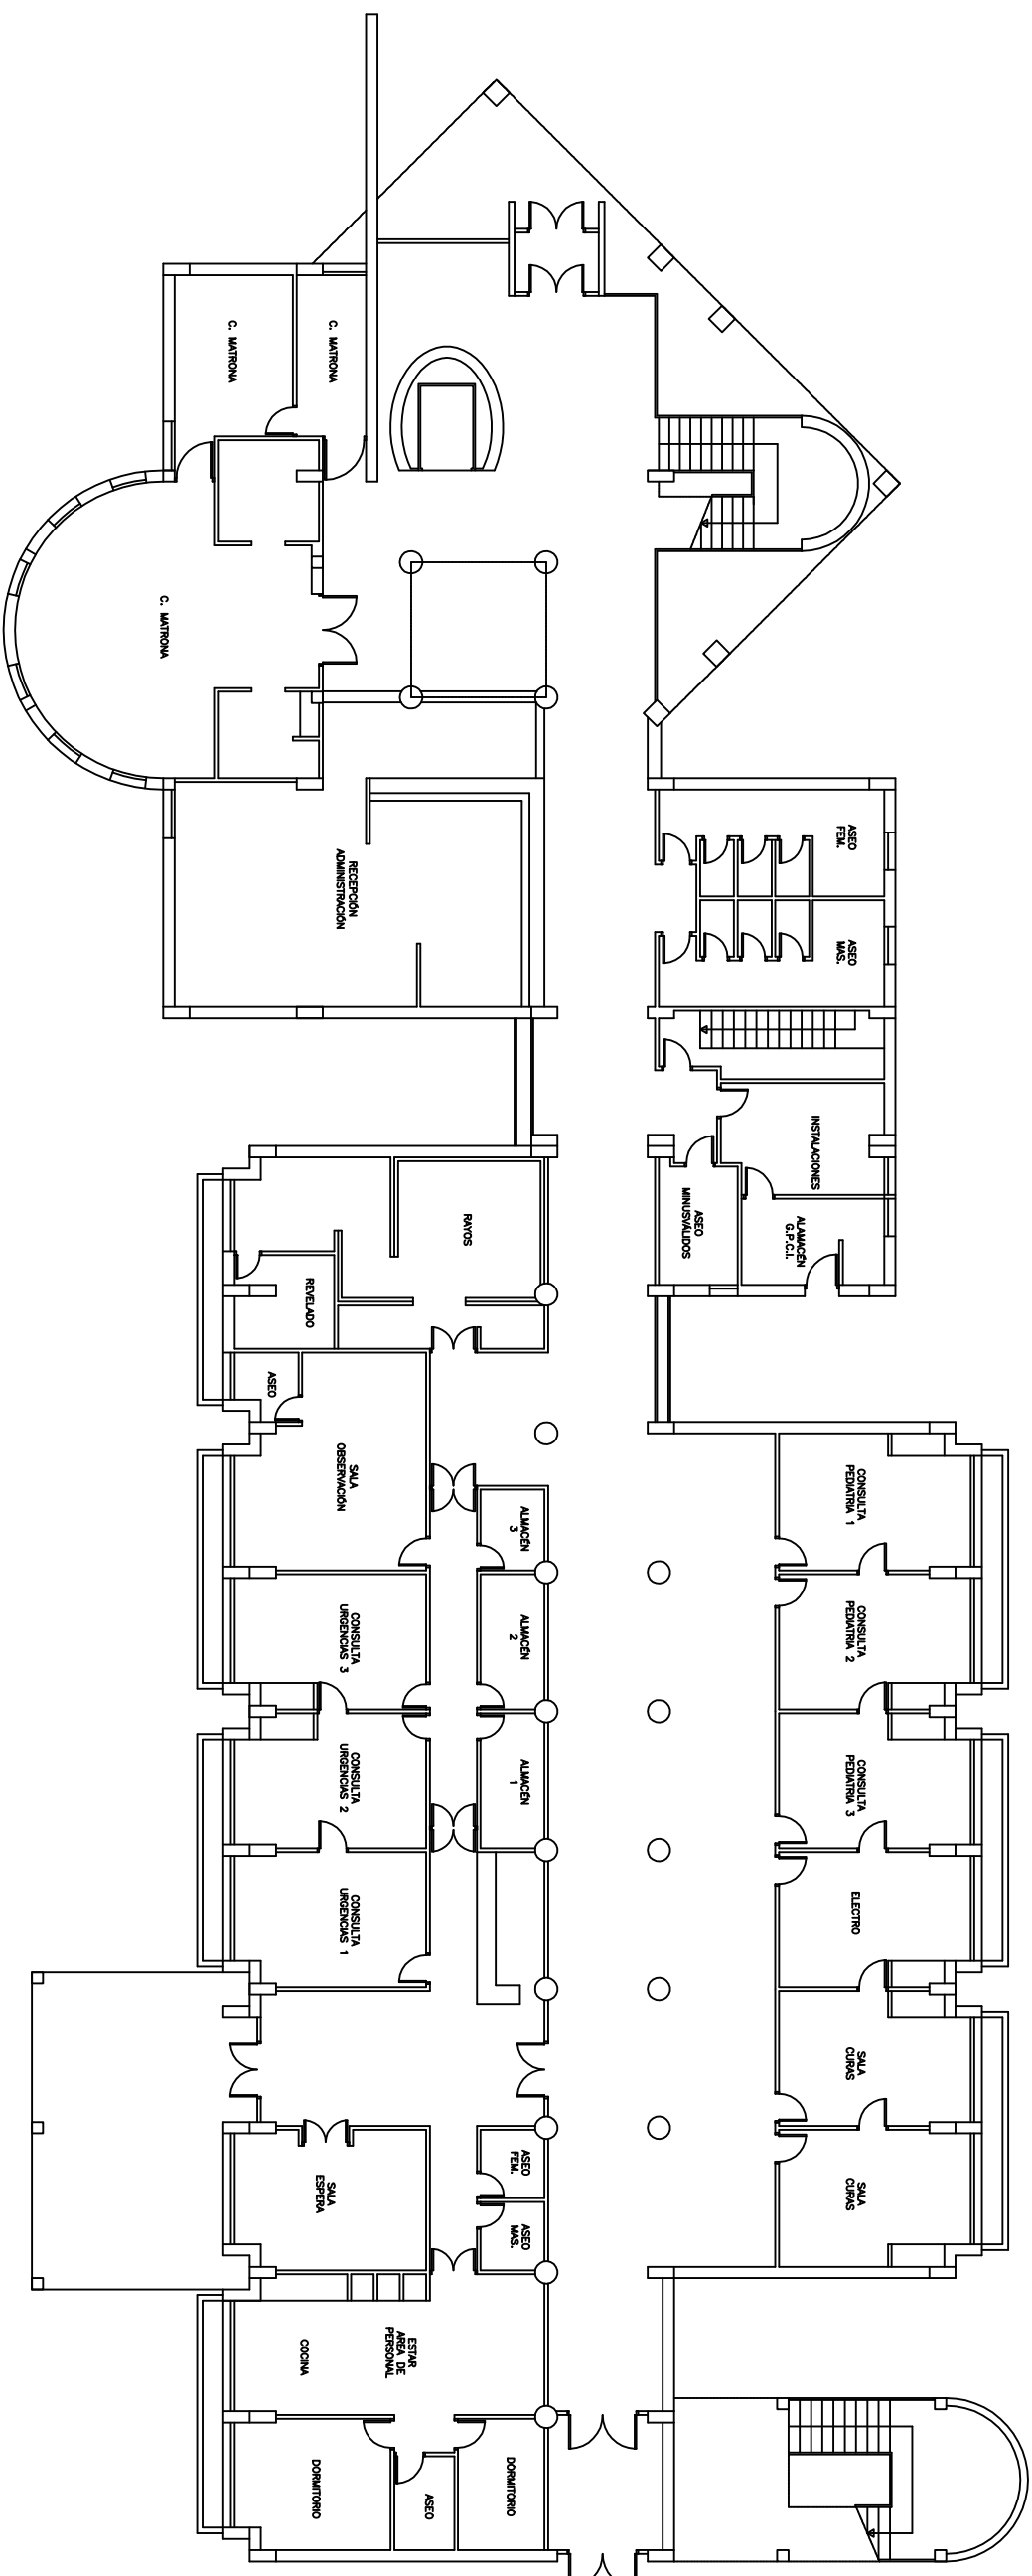 C. MATRONA
C. MATRONA
C. MATRONA
RECEPCIÓN
ADMINISTRACIÓN
ASEO
FEM.
ASEO
MAS.
INSTALACIONES
ASEO
MINUSVÁLIDOS
ALAMACÉN
G.P.C.I.
RAYOS
REVELADO
ASEO
SALA
OBSERVACIÓN
ALMACÉN
3
ALMACÉN
2
ALMACÉN
1
CONSULTA
URGENCIAS 3
CONSULTA
URGENCIAS 2
CONSULTA
URGENCIAS 1
CONSULTA
PEDIATRIA 1
CONSULTA
PEDIATRIA 2
CONSULTA
PEDIATRIA 3
ELECTRO
SALA
CURAS
SALA
CURAS
SALA
ESPERA
ASEO
FEM.
ASEO
MAS.
ESTAR
AREA DE
PERSONAL
COCINA
DORMITORIO
ASEO
DORMITORIO